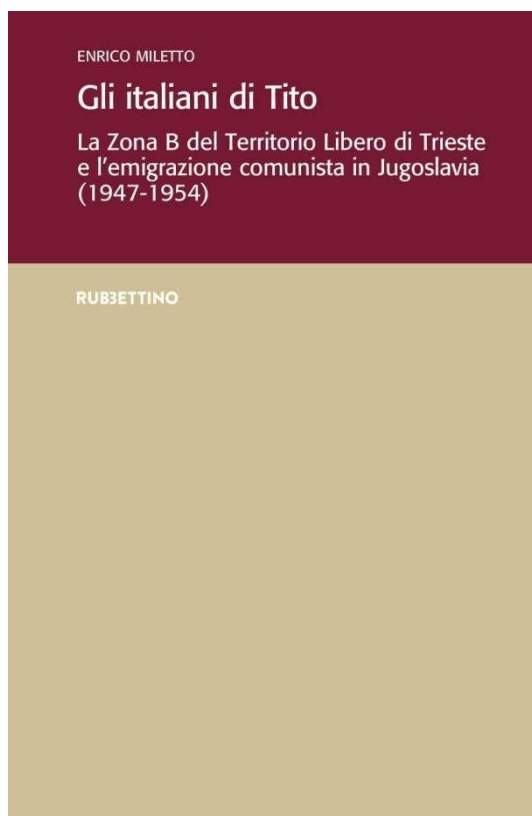 ENRICO MILETTO
Gli italiani di Tito
La Zona B del Territorio Libero di Trieste
e l'emigrazione comunista in Jugoslavia
(1947-1954)
RUBBETTINO